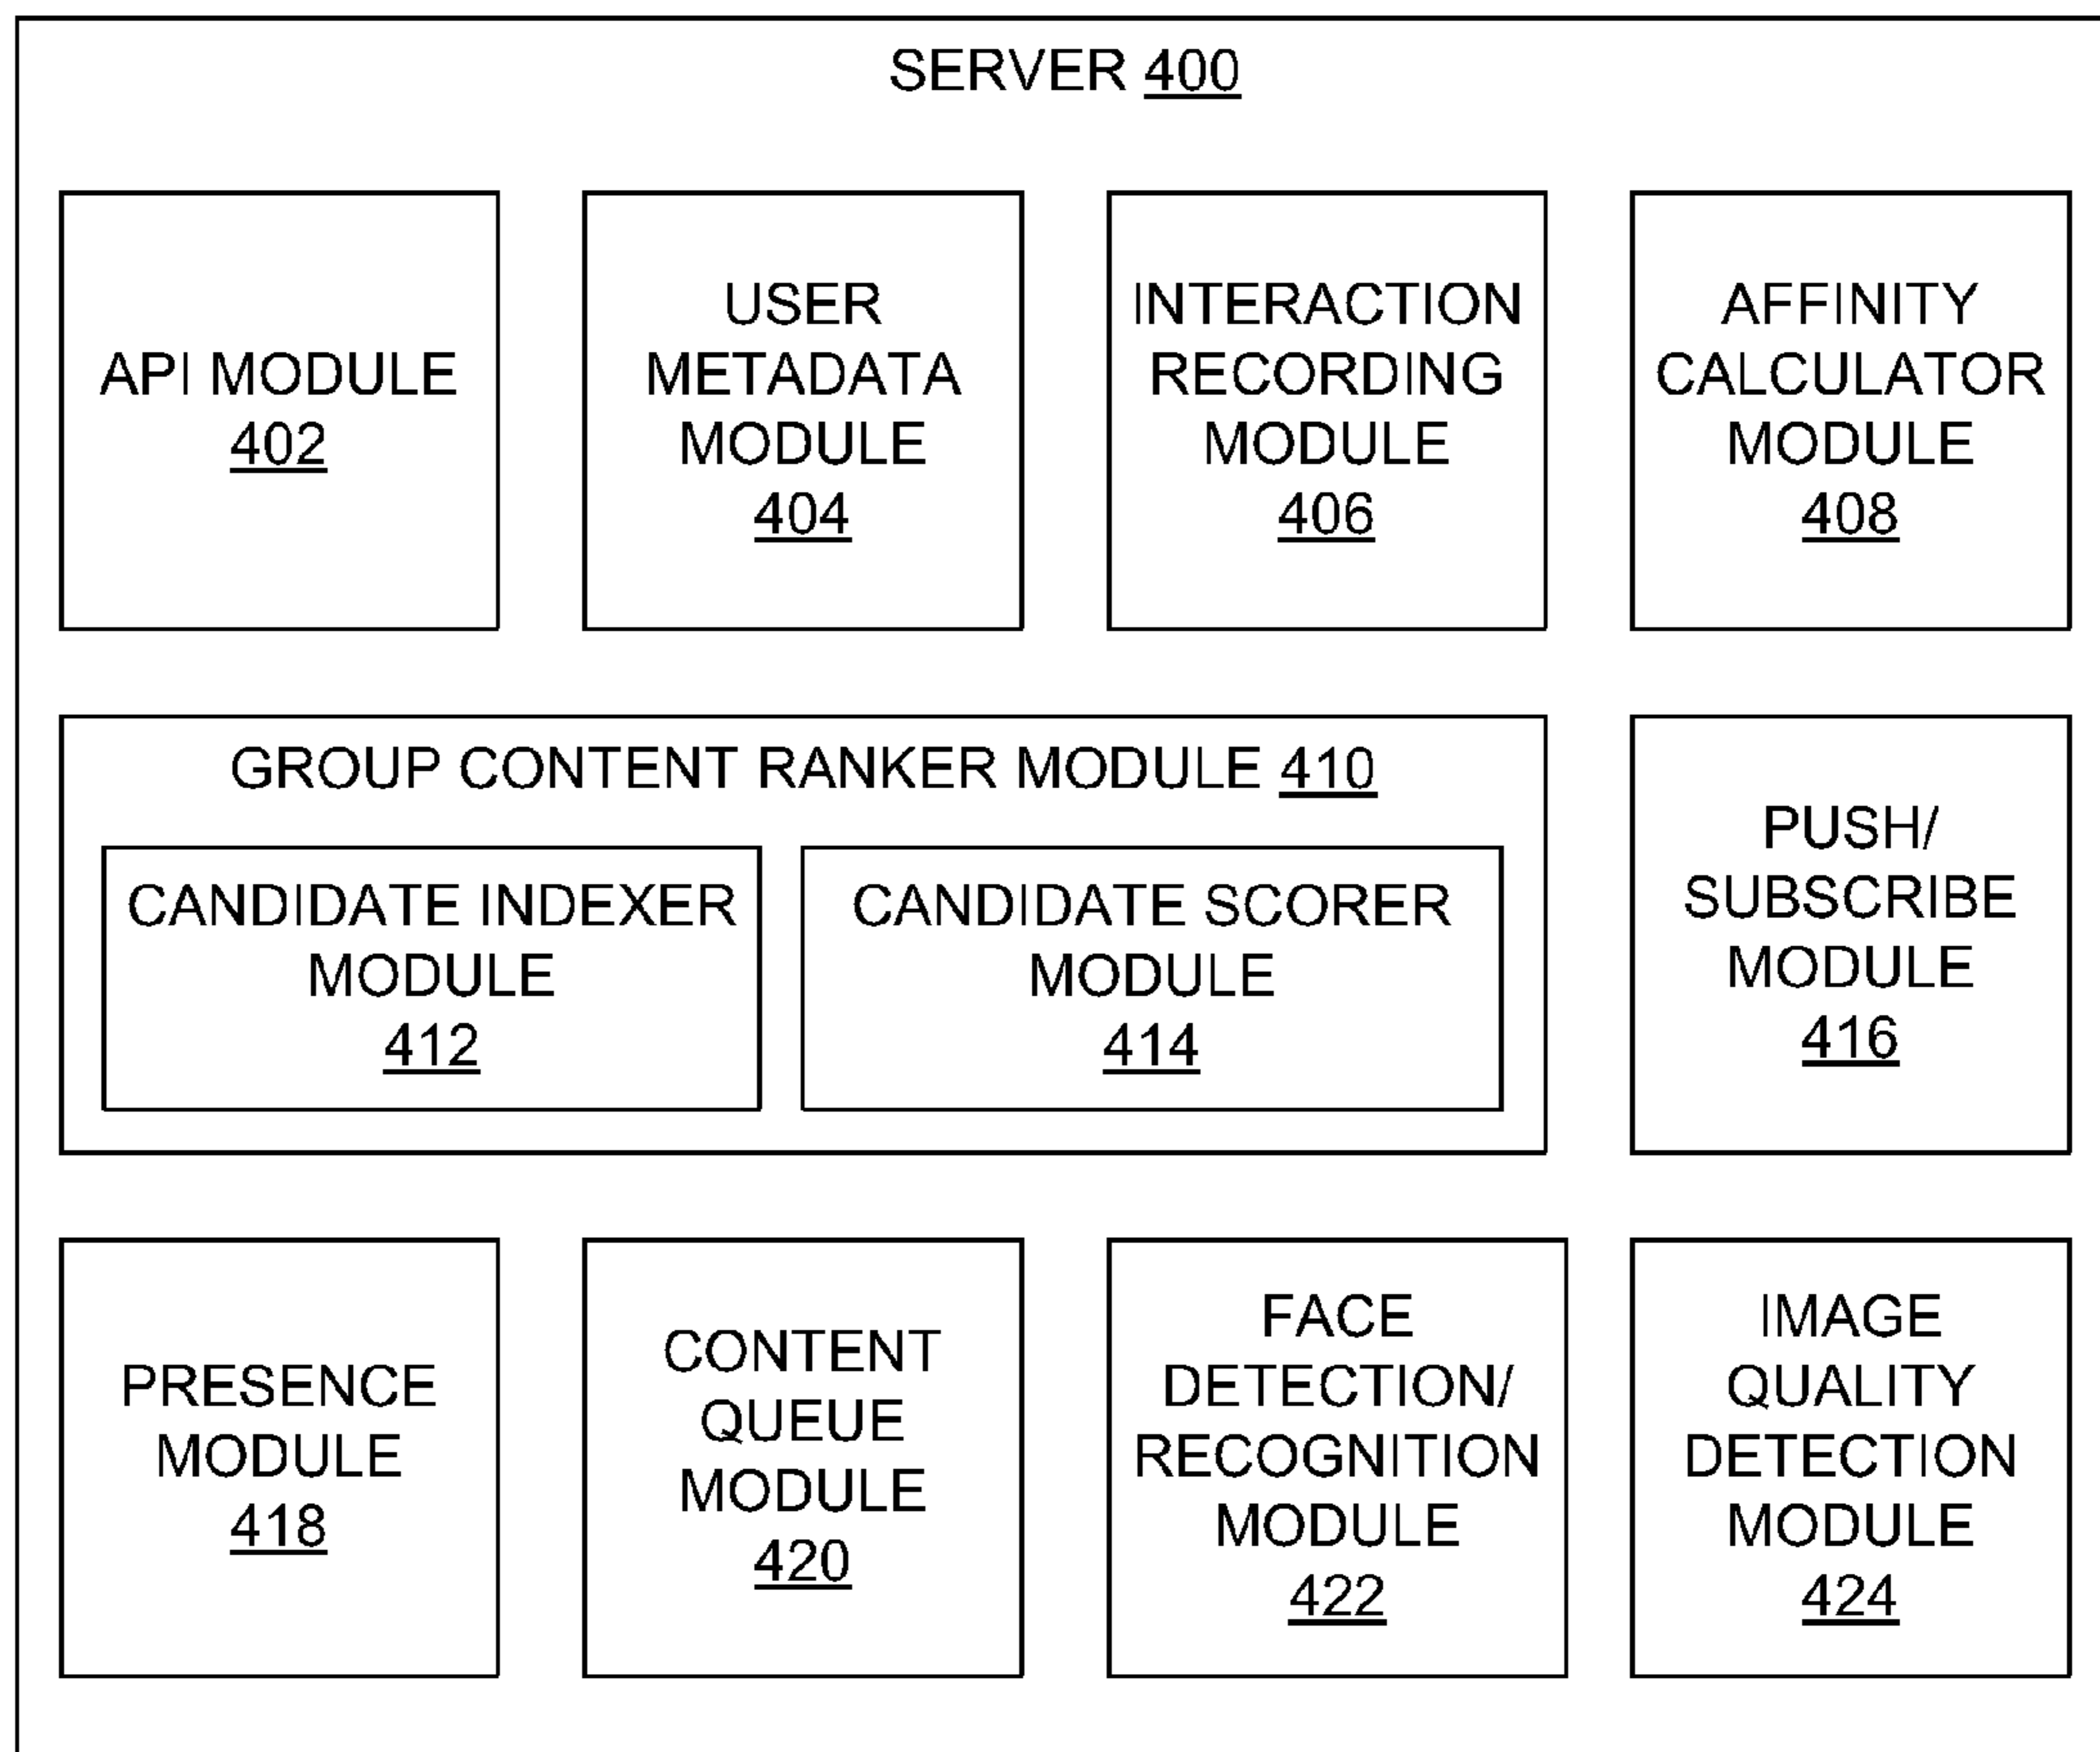 SERVER 400
API MODULE
402
USER
METADATA
MODULE
404
INTERACTION
RECORDING
MODULE
406
AFFINITY
CALCULATOR
MODULE
408
GROUP CONTENT RANKER MODULE 410
CANDIDATE INDEXER
MODULE
412
CANDIDATE SCORER
MODULE
414
PUSH/
SUBSCRIBE
MODULE
416
PRESENCE
MODULE
418
CONTENT
QUEUE
MODULE
420
FACE
DETECTION/
RECOGNITION
MODULE
422
IMAGE
QUALITY
DETECTION
MODULE
424